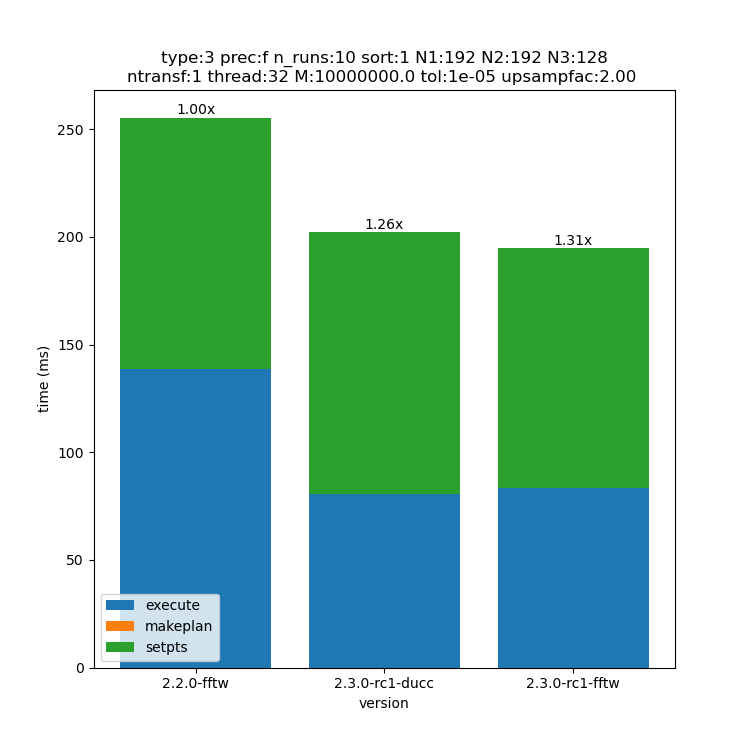 type:3 prec:f n_runs:10 sort:1 N1:192 N2:192 N3:128
ntransf:1 thread:32 M:10000000.0 tol:1e-05 upsampfac:2.00
1.00x
1.26x
1.31x
250
200
150
100
50
0
time (ms)
execute
makeplan
setpts
2.2.0-fftw
2.3.0-rc1-ducc
2.3.0-rc1-fftw
version